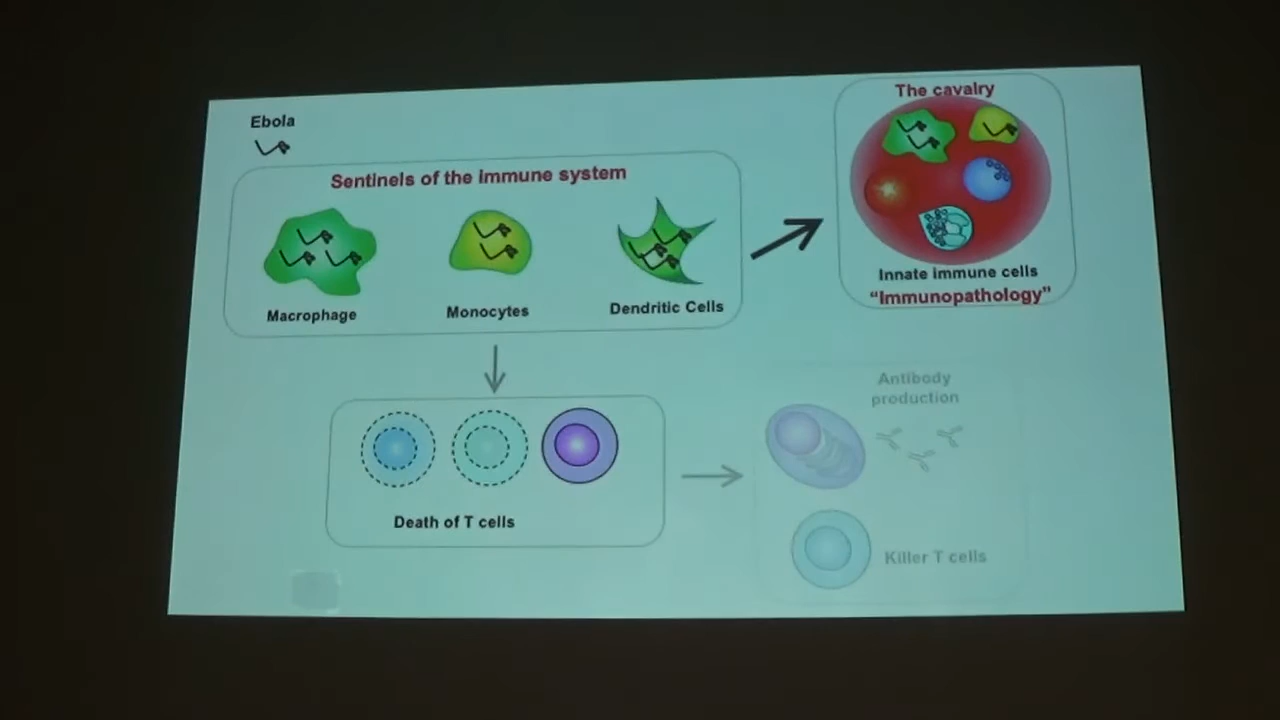 Ebola
Sentinels of the immune system
Macrophage
Monocytes
Dendritic Cells
The cavalry
Innate immune cells
“Immunopathology”
Death of T cells
Antibody
production
Killer T cells